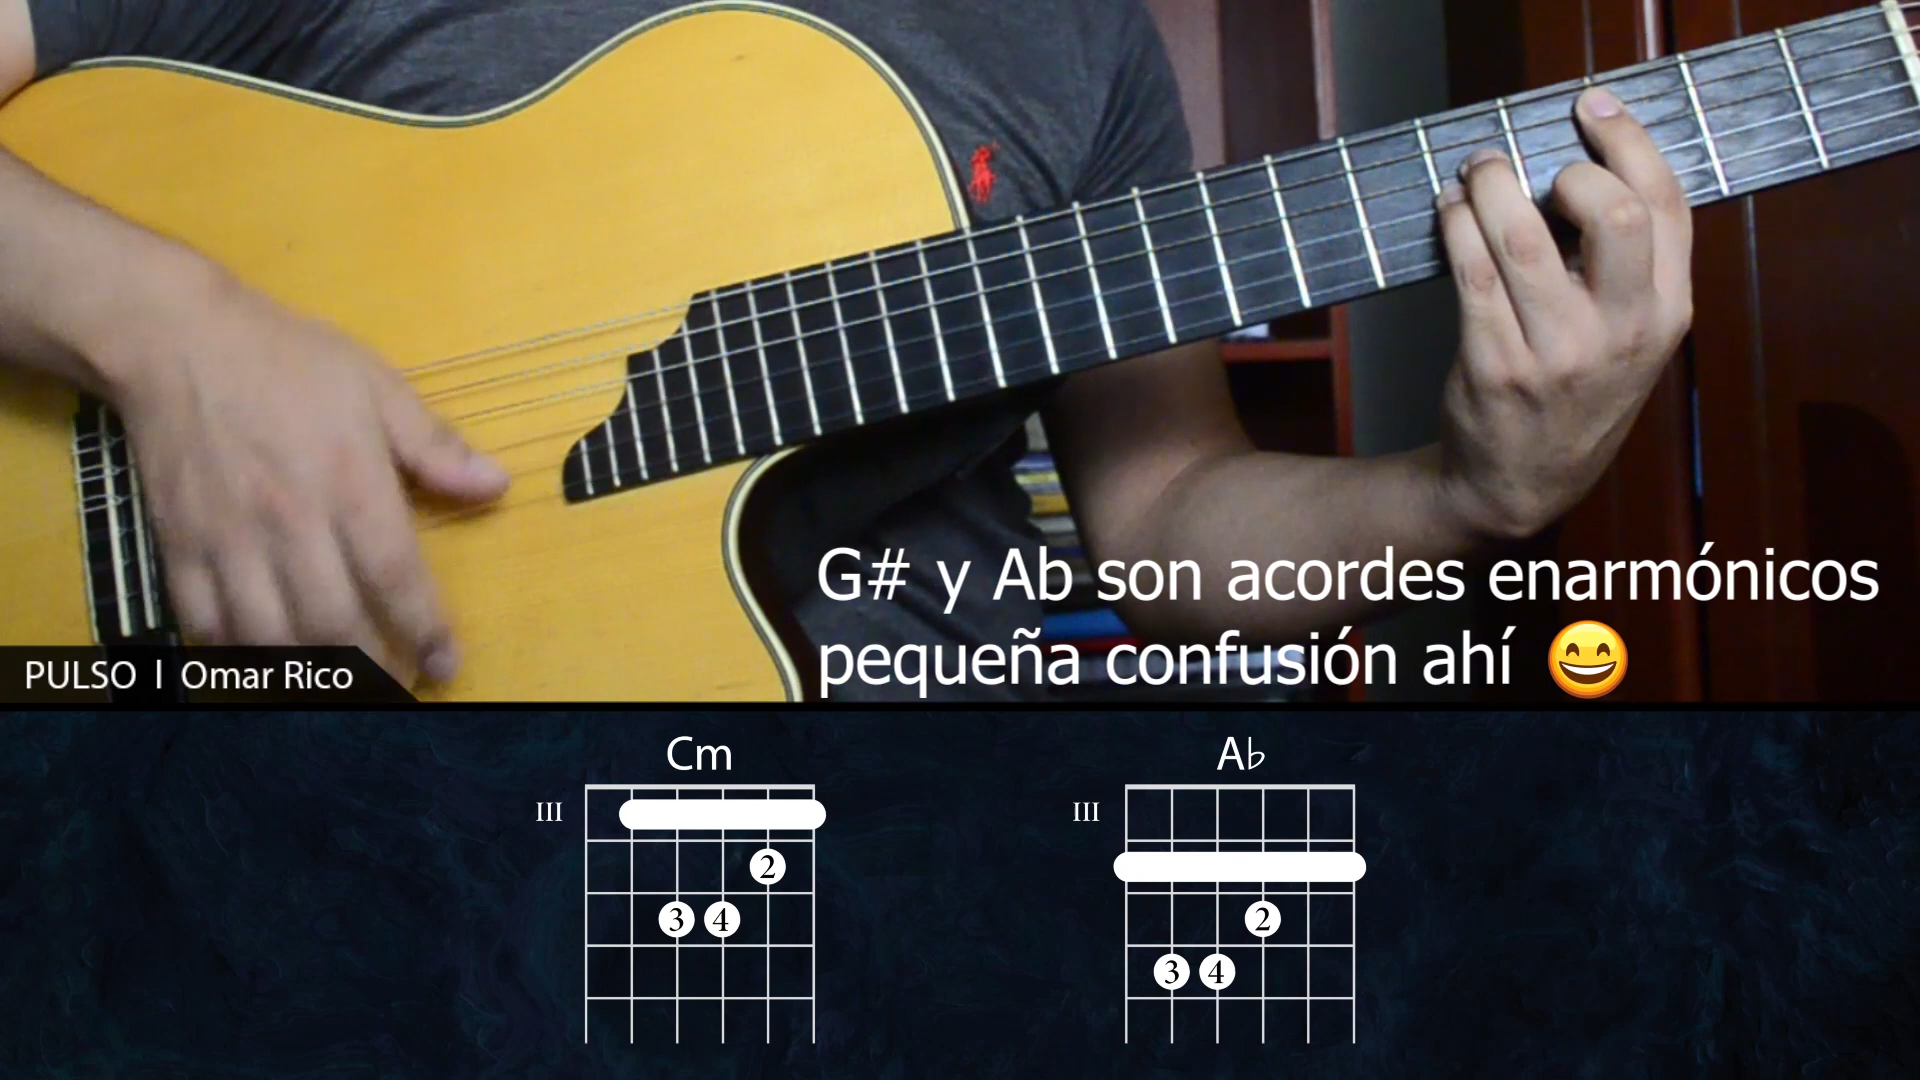 G# y Ab son acordes enarmónicos
pequeña confusión ahí 😄
PULSO | Omar Rico
Cm
A♭
III
III
2
3 4
2
3 4